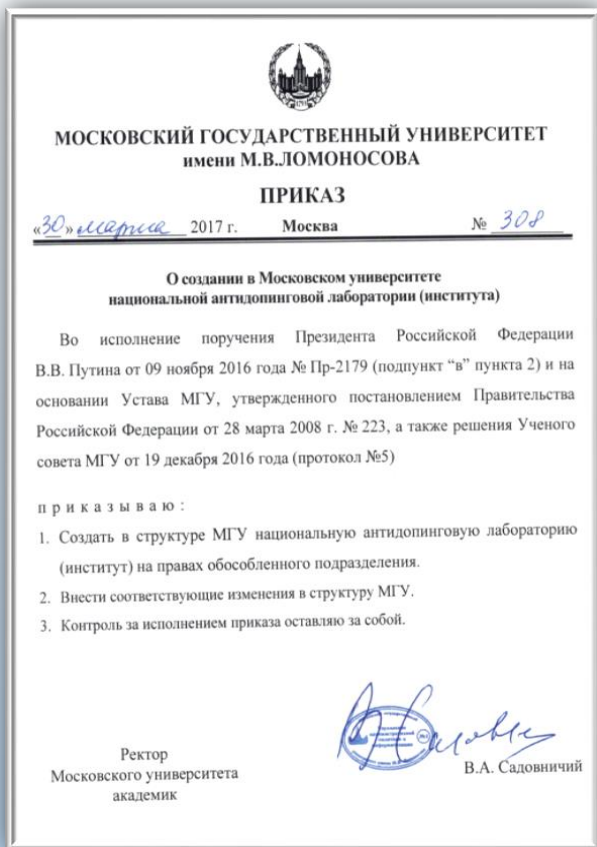 1755
МОСКОВСКИЙ ГОСУДАРСТВЕННЫЙ УНИВЕРСИТЕТ
имени М.В.ЛОМОНОСОВА
ПРИКАЗ
«30» марта 2017 г. Москва № 308
О создании в Московском университете
национальной антидопинговой лаборатории (института)
Во исполнение поручения Президента Российской Федерации
В.В. Путина от 09 ноября 2016 года № Пр-2179 (подпункт “в” пункта 2) и на
основании Устава МГУ, утвержденного постановлением Правительства
Российской Федерации от 28 марта 2008 г. № 223, а также решения Ученого
совета МГУ от 19 декабря 2016 года (протокол №5)
приказываю:
1. Создать в структуре МГУ национальную антидопинговую лабораторию
(институт) на правах обособленного подразделения.
2. Внести соответствующие изменения в структуру МГУ.
3. Контроль за исполнением приказа оставляю за собой.
Ректор
Московского университета
академик
В.А. Садовничий